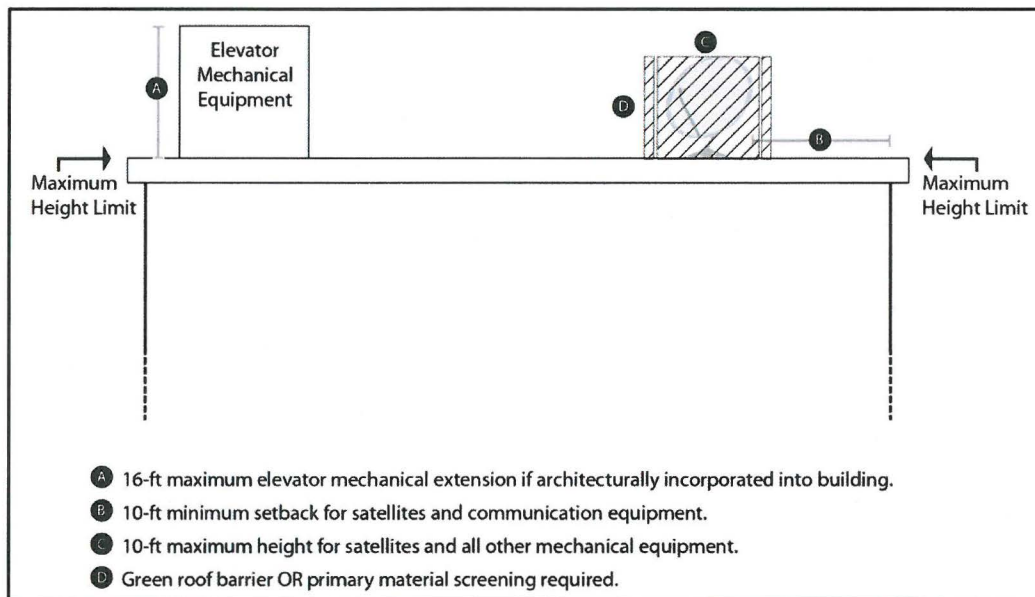 Elevator
Mechanical
Equipment
A
C
D
B
Maximum
Height Limit
Maximum
Height Limit
A 16-ft maximum elevator mechanical extension if architecturally incorporated into building.
B 10-ft minimum setback for satellites and communication equipment.
C 10-ft maximum height for satellites and all other mechanical equipment.
D Green roof barrier OR primary material screening required.